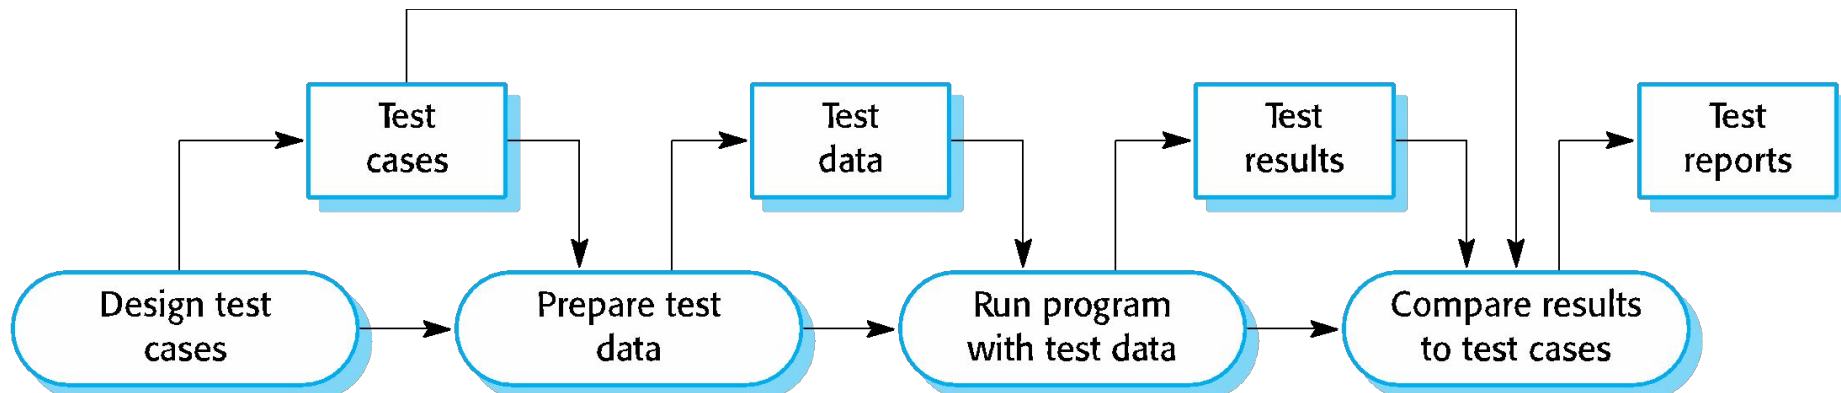 Test
cases
Test
data
Test
results
Test
reports
Design test
cases
Prepare test
data
Run program
with test data
Compare results
to test cases